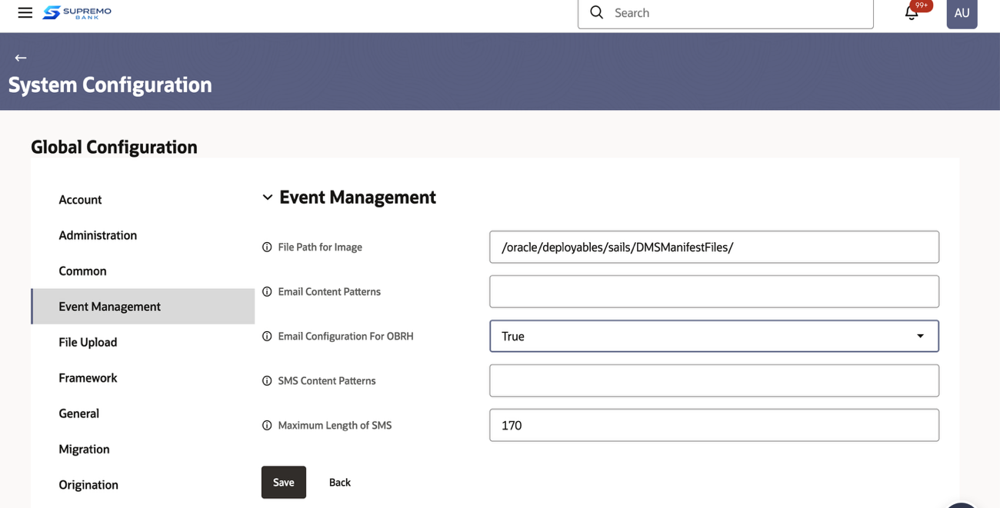 SUPREMO
BANK
Search
99+
AU
System Configuration
Global Configuration
Account
Administration
Common
Event Management
File Upload
Framework
General
Migration
Origination
Event Management
File Path for Image
/oracle/deployables/sails/DMSManifestFiles/
Email Content Patterns
Email Configuration For OBRH
True
SMS Content Patterns
Maximum Length of SMS
170
Save
Back